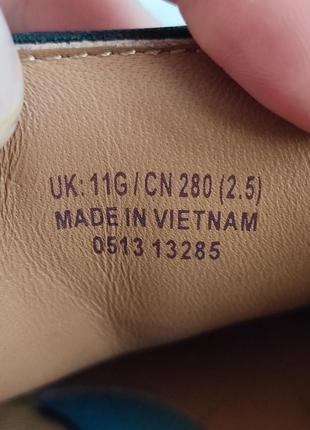 UK: 11G / CN 280 (2.5)
MADE IN VIETNAM
0513 13285